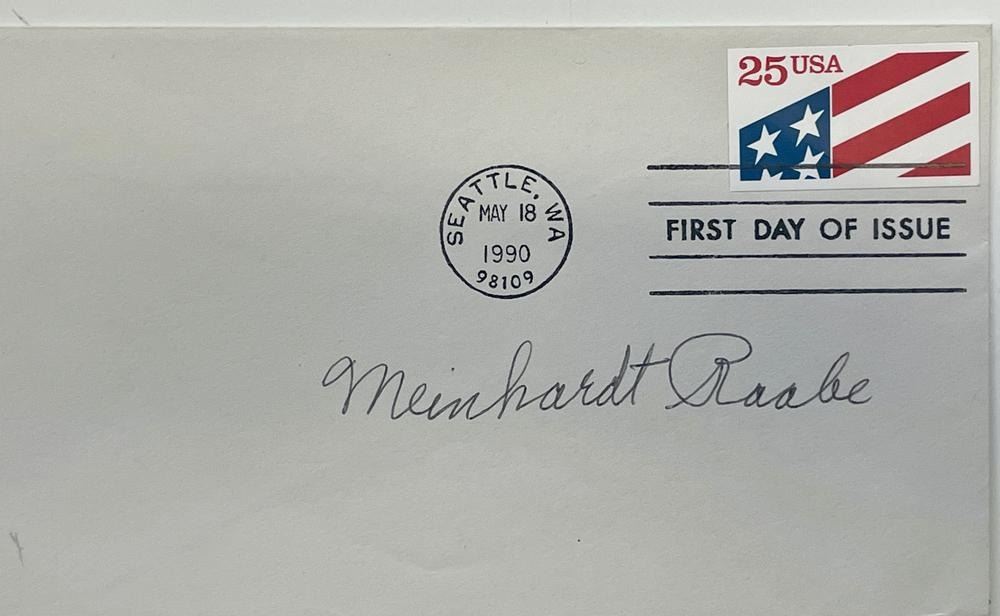 25 USA
SEATTLE, WA
MAY 18
1990
98109
FIRST DAY OF ISSUE
Meinhardt Raabe